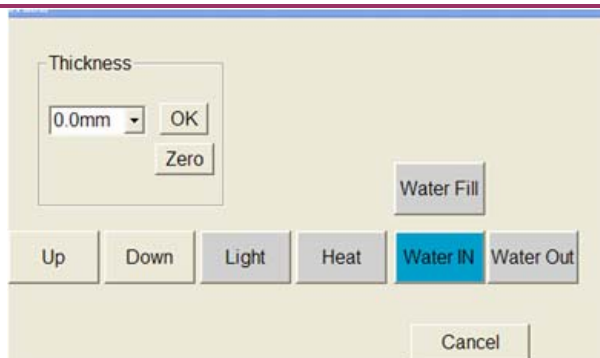 Thickness
0.0mm
OK
Zero
Water Fill
Up
Down
Light
Heat
Water IN
Water Out
Cancel